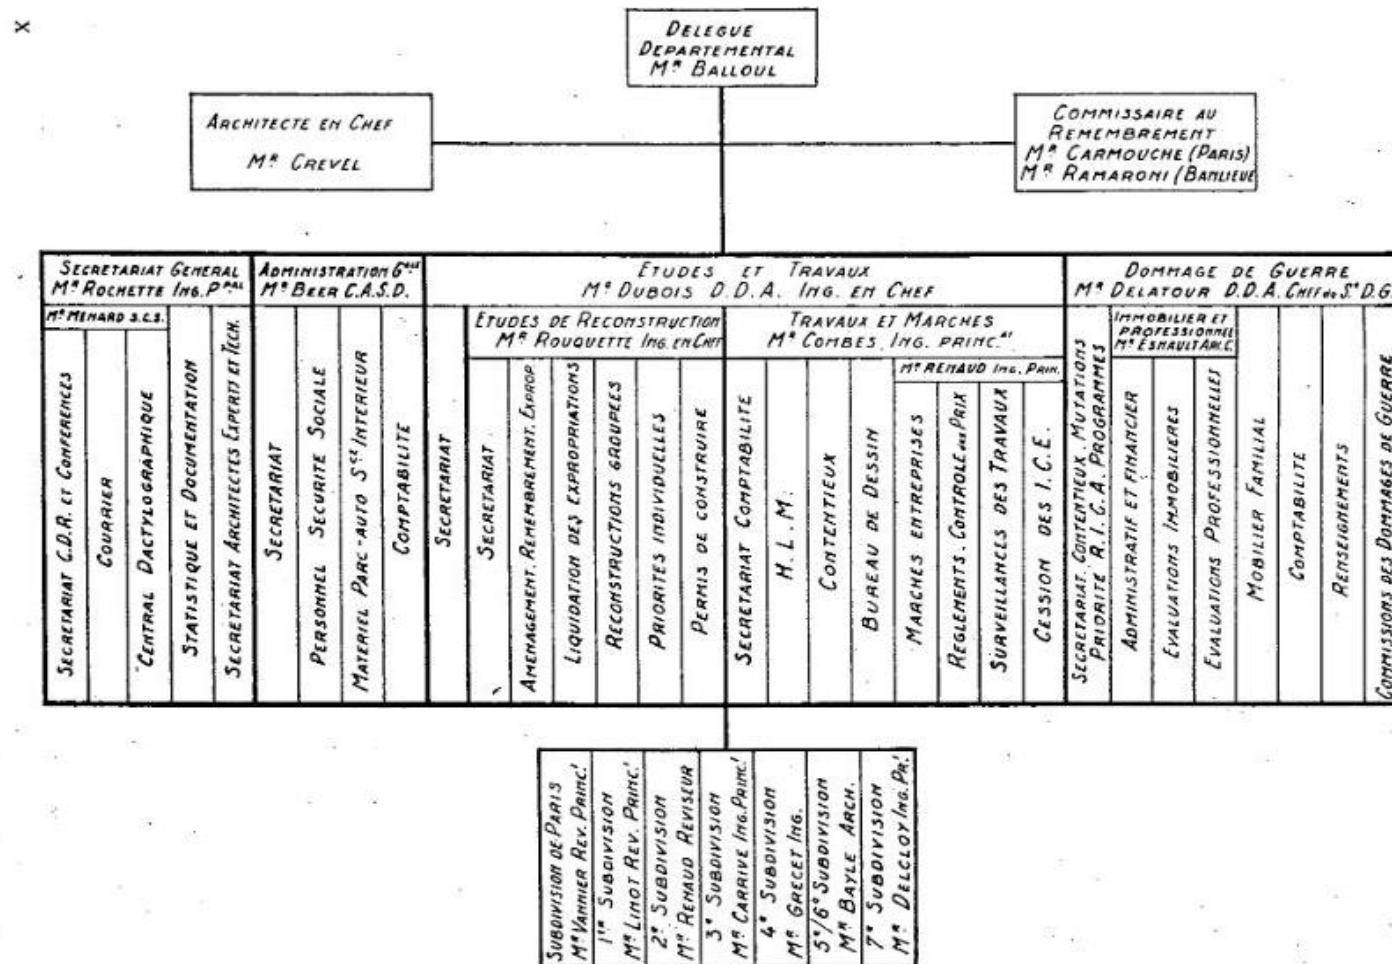 X
DELEGUE
DEPARTEMENTAL
Mʳ BALLOUL
ARCHITECTE EN CHEF
Mʳ CREVEL
COMMISSAIRE AU
REMEMBREMENT
Mʳ CARMOUCHE (PARIS)
Mʳ RAMARONI (BANLIEUE
SECRETARIAT GENERAL
Mʳ ROCHETTE ING. Pᵖᵃˡ
Mʳ MENARD S.C.S.
SECRETARIAT C.D.R. ET CONFERENCES
COURRIER
CENTRAL DACTYLOGRAPHIQUE
STATISTIQUE ET DOCUMENTATION
SECRETARIAT ARCHITECTES EXPERTS ET TECH.
ADMINISTRATION Gᵃˡᵉ
Mʳ BEER C.A.S.D.
SECRETARIAT
PERSONNEL SECURITE SOCIALE
MATERIEL PARC-AUTO Sᶜᵉ INTERIEUR
COMPTABILITE
ETUDES ET TRAVAUX
Mʳ DUBOIS D.D.A. ING. EN CHEF
SECRETARIAT
ETUDES DE RECONSTRUCTION
Mʳ ROUQUETTE ING. EN CHEF
SECRETARIAT
AMENAGEMENT. REMEMBREMENT. EXPROP.
LIQUIDATION DES EXPROPRIATIONS
RECONSTRUCTIONS GROUPEES
PRIORITES INDIVIDUELLES
PERMIS DE CONSTRUIRE
TRAVAUX ET MARCHES
Mʳ COMBES. ING. PRINC.ᵃˡ
SECRETARIAT COMPTABILITE
H.L.M.
CONTENTIEUX
BUREAU DE DESSIN
Mʳ RENAUD ING. PRIN.
MARCHES ENTREPRISES
REGLEMENTS. CONTROLE DES PRIX
SURVEILLANCES DES TRAVAUX
CESSION DES I.C.E.
DOMMAGE DE GUERRE
Mʳ DELATOUR D.D.A. CHEF du Sᶜᵉ D.G.
SECRETARIAT. CONTENTIEUX. MUTATIONS
PRIORITE R.I.C.A. PROGRAMMES
IMMOBILIER ET
PROFESSIONNEL
Mʳ ESNAULT
ADMINISTRATIF ET FINANCIER
EVALUATIONS IMMOBILIERES
EVALUATIONS PROFESSIONNELLES
MOBILIER FAMILIAL
COMPTABILITE
RENSEIGNEMENTS
COMMISSIONS DES DOMMAGES DE GUERRE
SUBDIVISION DE PARIS
Mʳ VANNIER REV. PRINC.ˡ
1ʳᵉ SUBDIVISION
Mʳ LINOT REV. PRINC.ˡ
2ᵉ SUBDIVISION
Mʳ RENAUD REVISEUR
3ᵉ SUBDIVISION
Mʳ CARRIVE ING. PRINC.ˡ
4ᵉ SUBDIVISION
Mʳ GRECET ING.
5ᵉ/6ᵉ SUBDIVISION
Mʳ BAYLE ARCH.
7ᵉ SUBDIVISION
Mʳ DELCLOY ING. PR.ˡ